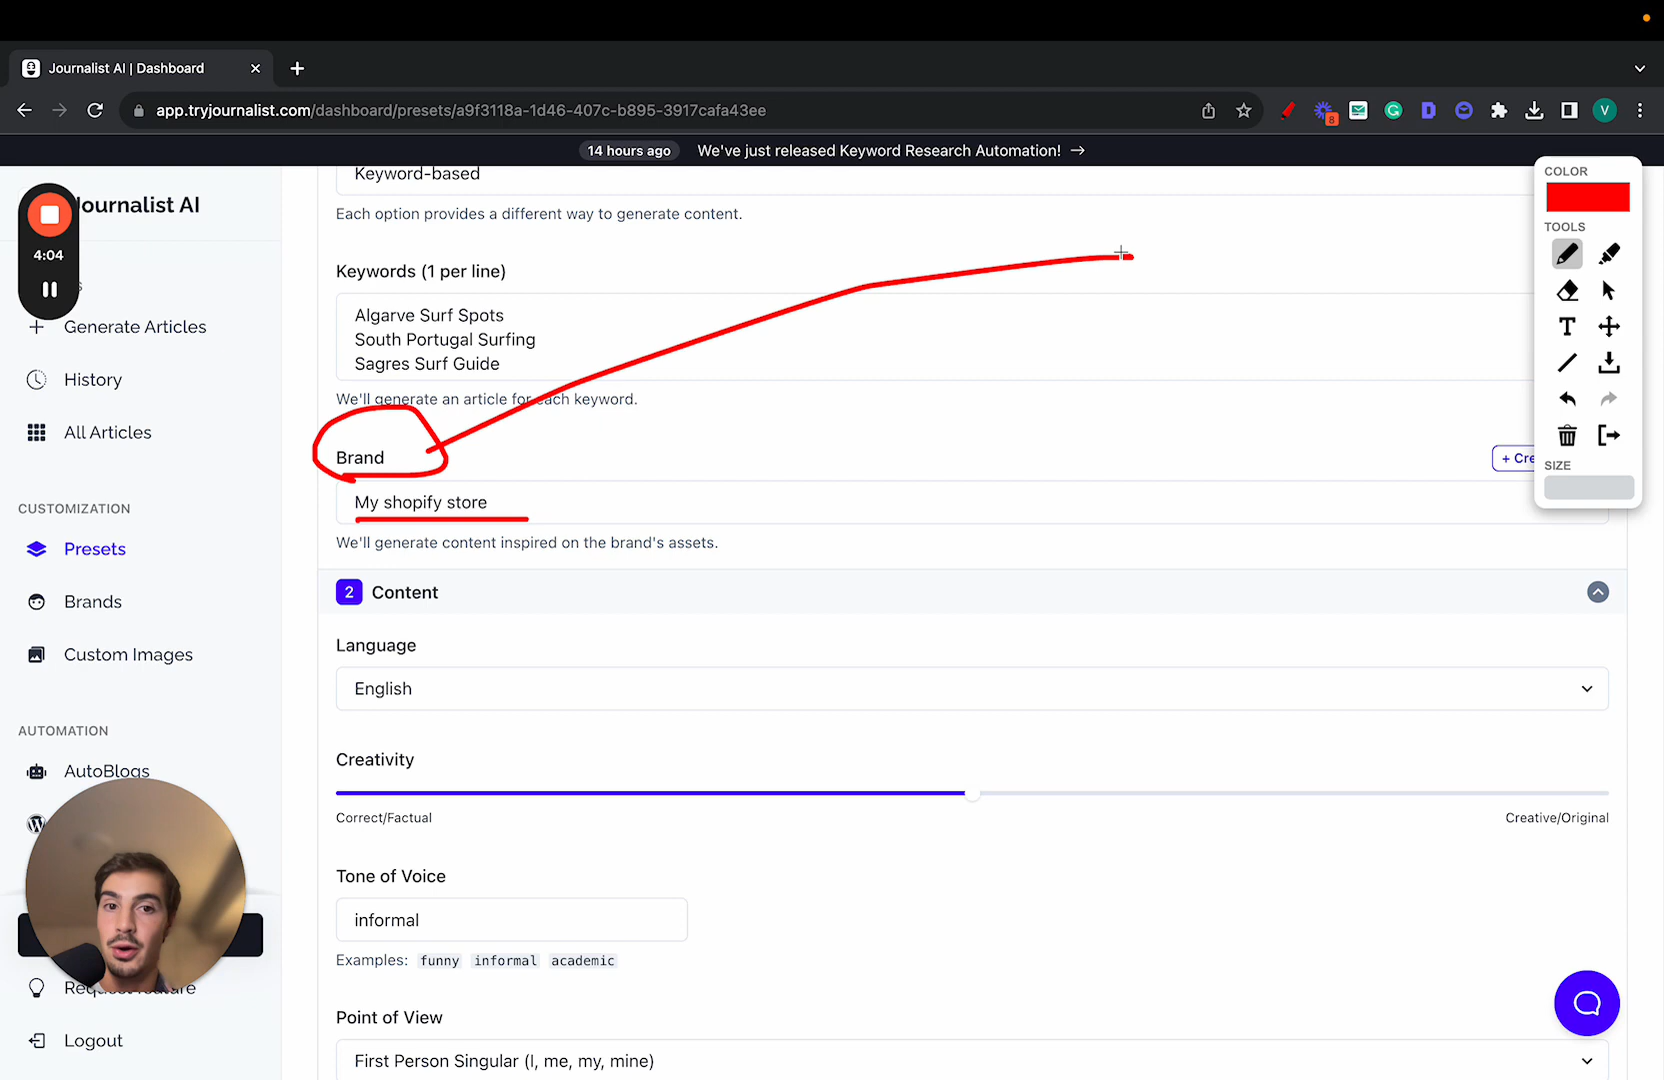 Journalist AI | Dashboard
app.tryjournalist.com/dashboard/presets/a9f3118a-1d46-407c-b895-3917cafa43ee
8
V
14 hours ago We've just released Keyword Research Automation! →
Journalist AI
4:04
Generate Articles
History
All Articles
CUSTOMIZATION
Presets
Brands
Custom Images
AUTOMATION
AutoBlogs
Request feature
Logout
Keyword-based
Each option provides a different way to generate content.
Keywords (1 per line)
Algarve Surf Spots
South Portugal Surfing
Sagres Surf Guide
We'll generate an article for each keyword.
Brand
+ Cre
My shopify store
We'll generate content inspired on the brand's assets.
2 Content
Language
English
Creativity
Correct/Factual Creative/Original
Tone of Voice
informal
Examples: funny informal academic
Point of View
First Person Singular (I, me, my, mine)
COLOR
TOOLS
T
SIZE